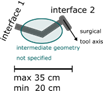 interface 1
interface 2
surgical
tool axis
intermediate geometry
not specified
max 35 cm
min 20 cm